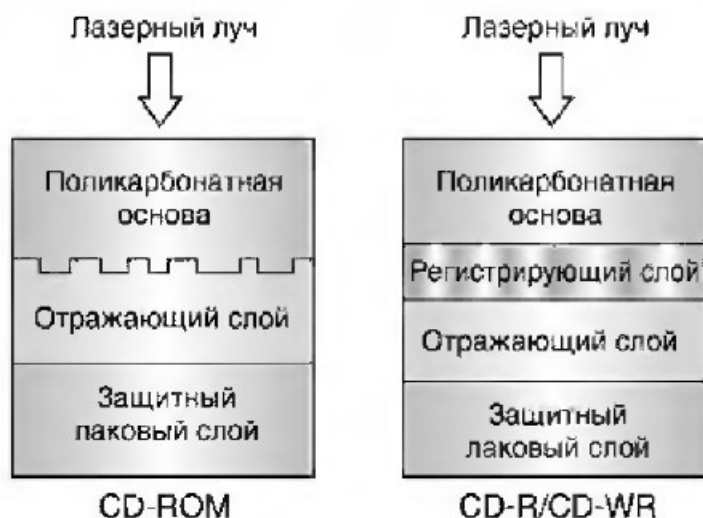 Лазерный луч
Поликарбонатная
основа
Отражающий слой
Защитный
лаковый слой
CD-ROM
Лазерный луч
Поликарбонатная
основа
Регистрирующий слой
Отражающий слой
Защитный
лаковый слой
CD-R/CD-WR